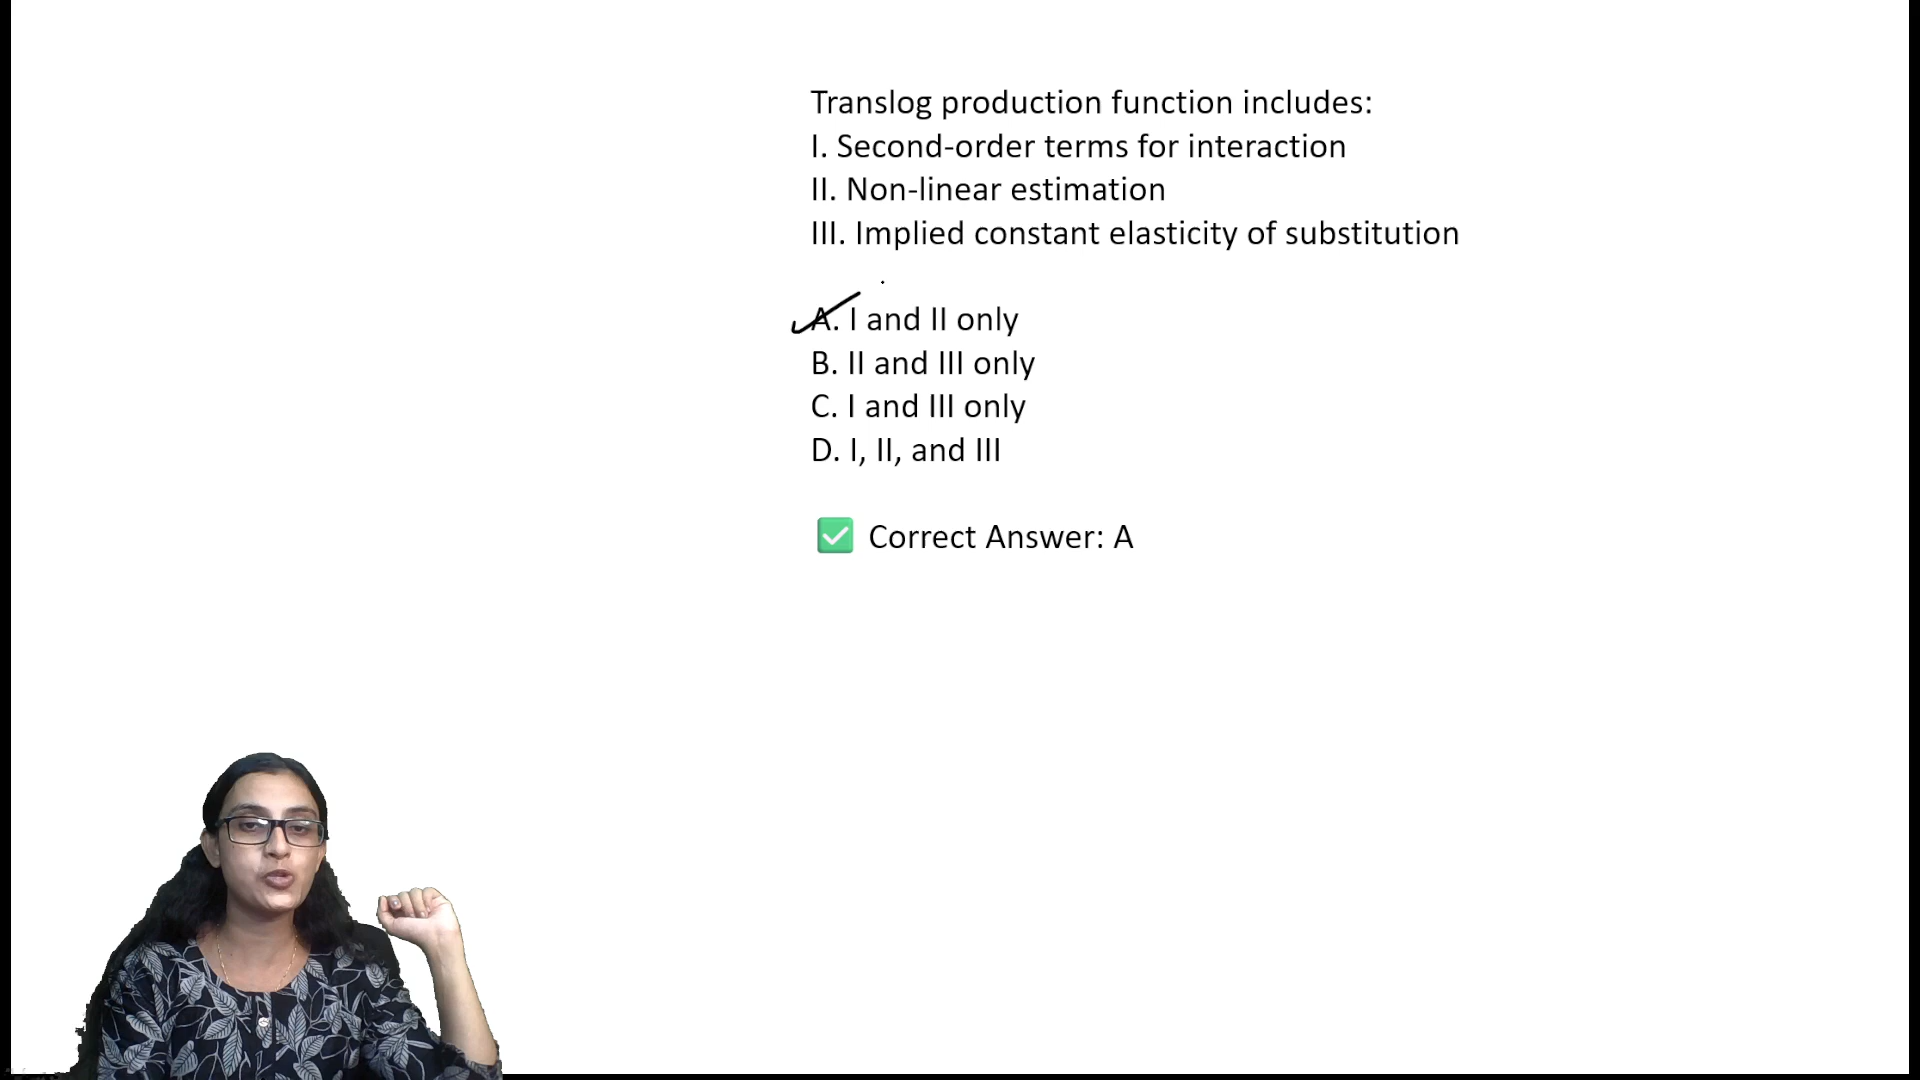 Translog production function includes:
I. Second-order terms for interaction
II. Non-linear estimation
III. Implied constant elasticity of substitution
A. I and II only
B. II and III only
C. I and III only
D. I, II, and III
✅ Correct Answer: A